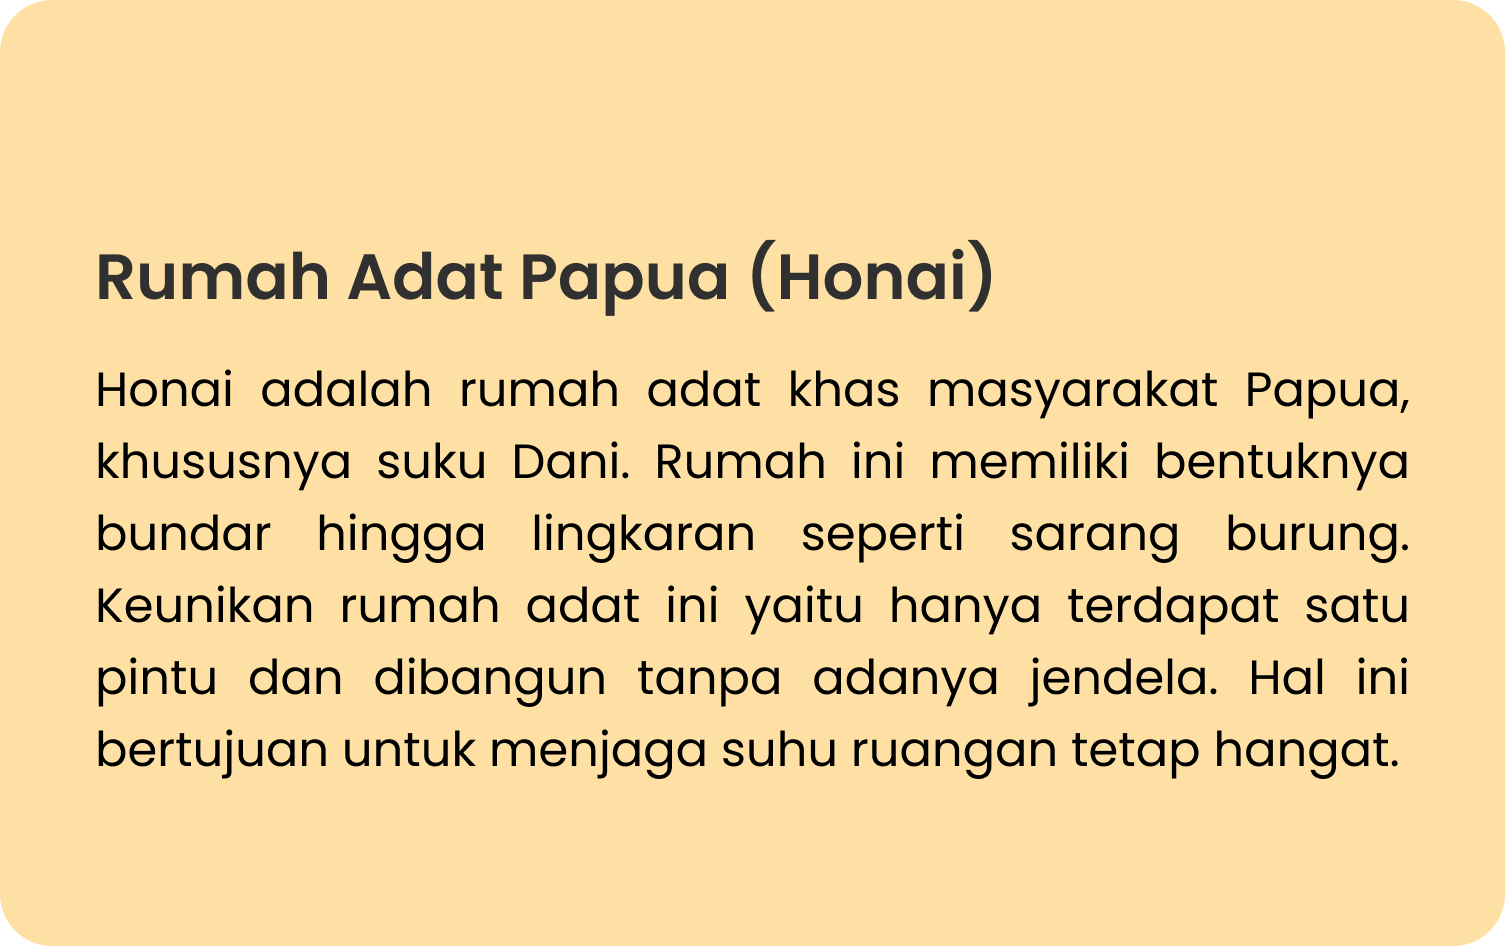 Rumah Adat Papua (Honai)
Honai adalah rumah adat khas masyarakat Papua,
khususnya suku Dani. Rumah ini memiliki bentuknya
bundar hingga lingkaran seperti sarang burung.
Keunikan rumah adat ini yaitu hanya terdapat satu
pintu dan dibangun tanpa adanya jendela. Hal ini
bertujuan untuk menjaga suhu ruangan tetap hangat.